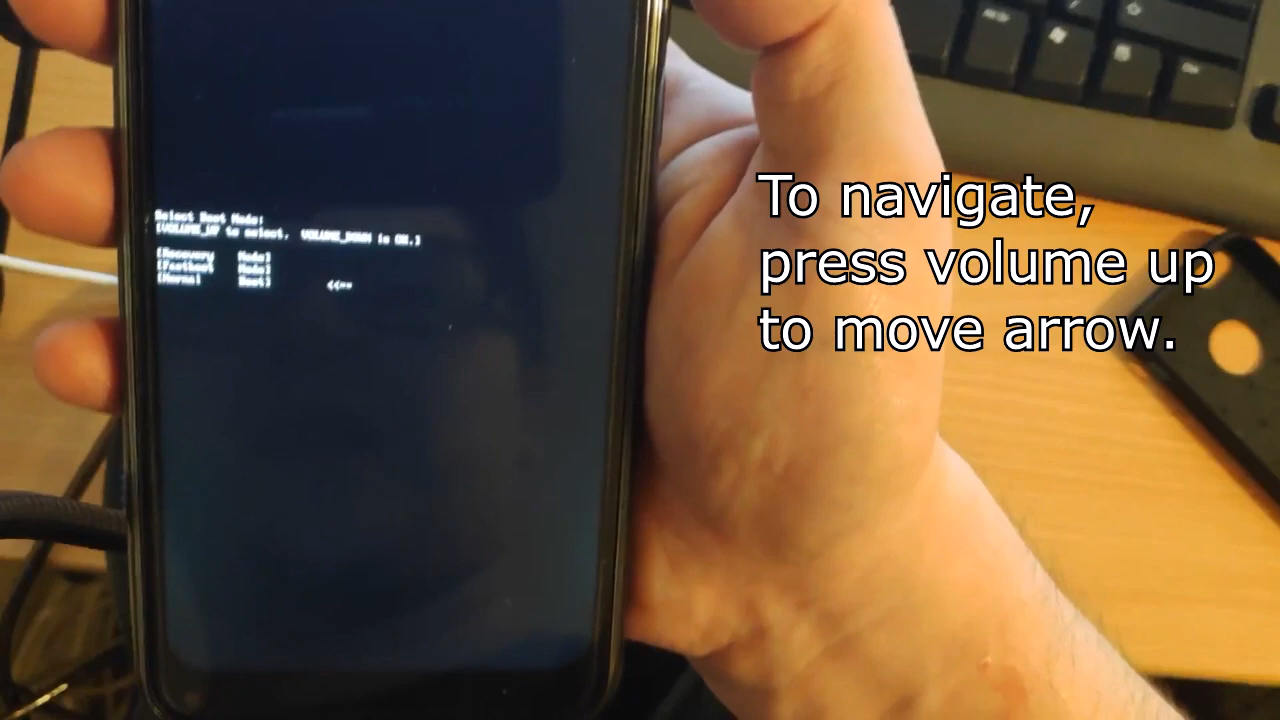 Select Boot Mode:
[VOLUME_UP to select.  VOLUME_DOWN is OK.]
[Recovery    Mode]
[Fastboot    Mode]
[Normal      Boot]         <<==
To navigate,
press volume up
to move arrow.